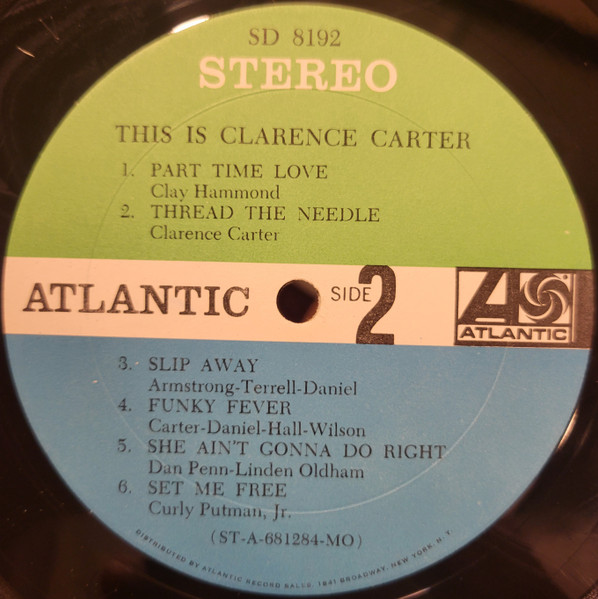 SD 8192
STEREO
THIS IS CLARENCE CARTER
1. PART TIME LOVE
Clay Hammond
2. THREAD THE NEEDLE
Clarence Carter
ATLANTIC
SIDE 2
ATLANTIC
3. SLIP AWAY
Armstrong-Terrell-Daniel
4. FUNKY FEVER
Carter-Daniel-Hall-Wilson
5. SHE AIN'T GONNA DO RIGHT
Dan Penn-Linden Oldham
6. SET ME FREE
Curly Putman, Jr.
(ST-A-681284-MO)
DISTRIBUTED BY ATLANTIC RECORD SALES, 1841 BROADWAY, NEW YORK, N.Y.